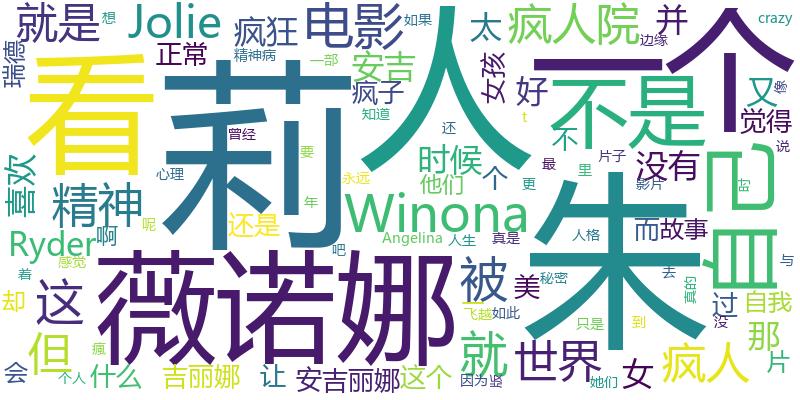 就是
Jolie
疯狂
想
电影
如果
太
疯人院
边缘
并
crazy
瑞德
正常
精神病
安吉
一部
女孩
一个
像
看
莉
人
疯子
知道
好
不是
又
觉得
说
曾经
还
不
喜欢
心理
要
时候
个
最
里
片子
没有
自己
精神
永远
他们
更
影片
的
年
Winona
朱
还是
而
故事
Ryder
啊
呢
吧
Angelina
人生
真是
人格
与
着
感觉
薇诺娜
被
美
秘密
去
真的
却
这
飞越
如此
过
自我
只是
到
没
那
但
疯
就
世界
女
疯人
片
会
个人
什么
吉丽娜
让
安吉丽娜
这个
因为
她们